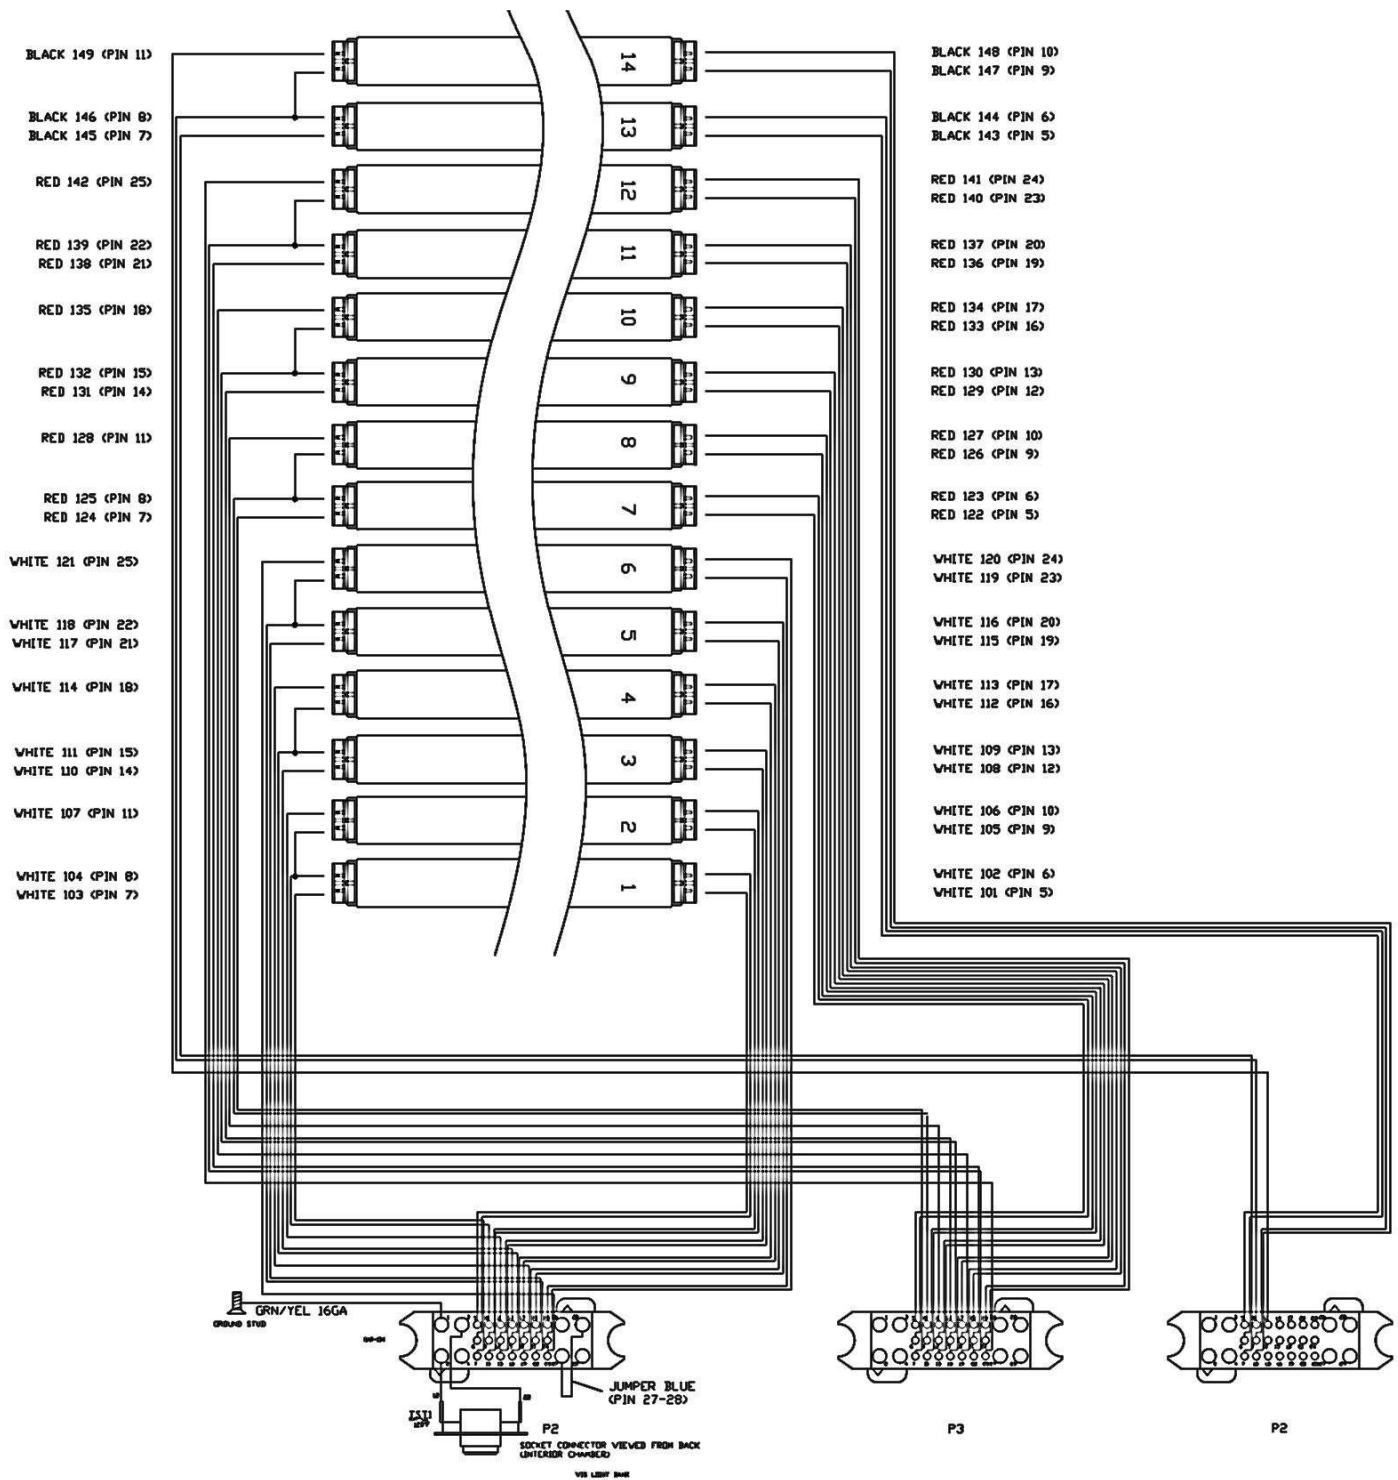 BLACK 149 (PIN 11)
14
BLACK 148 (PIN 10)
BLACK 147 (PIN 9)
BLACK 146 (PIN 8)
BLACK 145 (PIN 7)
13
BLACK 144 (PIN 6)
BLACK 143 (PIN 5)
RED 142 (PIN 25)
12
RED 141 (PIN 24)
RED 140 (PIN 23)
RED 139 (PIN 22)
RED 138 (PIN 21)
11
RED 137 (PIN 20)
RED 136 (PIN 19)
RED 135 (PIN 18)
10
RED 134 (PIN 17)
RED 133 (PIN 16)
RED 132 (PIN 15)
RED 131 (PIN 14)
9
RED 130 (PIN 13)
RED 129 (PIN 12)
RED 128 (PIN 11)
8
RED 127 (PIN 10)
RED 126 (PIN 9)
RED 125 (PIN 8)
RED 124 (PIN 7)
7
RED 123 (PIN 6)
RED 122 (PIN 5)
WHITE 121 (PIN 25)
6
WHITE 120 (PIN 24)
WHITE 119 (PIN 23)
WHITE 118 (PIN 22)
WHITE 117 (PIN 21)
5
WHITE 116 (PIN 20)
WHITE 115 (PIN 19)
WHITE 114 (PIN 18)
4
WHITE 113 (PIN 17)
WHITE 112 (PIN 16)
WHITE 111 (PIN 15)
WHITE 110 (PIN 14)
3
WHITE 109 (PIN 13)
WHITE 108 (PIN 12)
WHITE 107 (PIN 11)
2
WHITE 106 (PIN 10)
WHITE 105 (PIN 9)
WHITE 104 (PIN 8)
WHITE 103 (PIN 7)
1
WHITE 102 (PIN 6)
WHITE 101 (PIN 5)
GRN/YEL 16GA
GROUND STUD
JUMPER BLUE
(PIN 27-28)
TST1
P2
P3
P2
SOCKET CONNECTOR VIEWED FROM BACK
(INTERIOR CHAMBER)
VIS LIGHT BANK